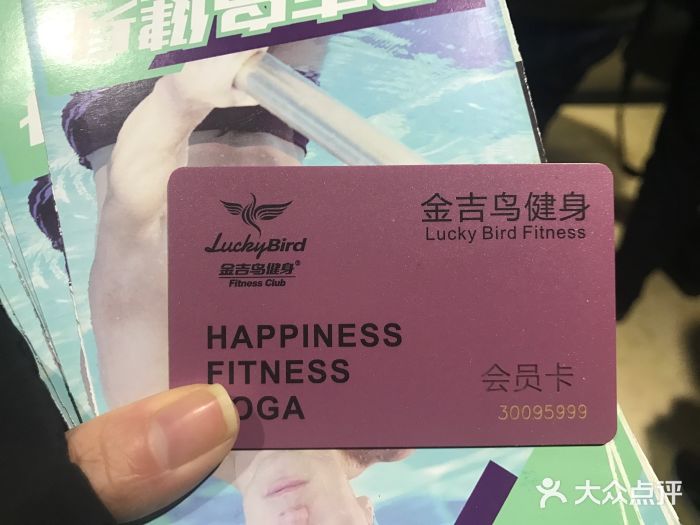 LuckyBird
金吉鸟健身®
Fitness Club
金吉鸟健身
Lucky Bird Fitness
HAPPINESS
FITNESS
OGA
会员卡
30095999
大众点评